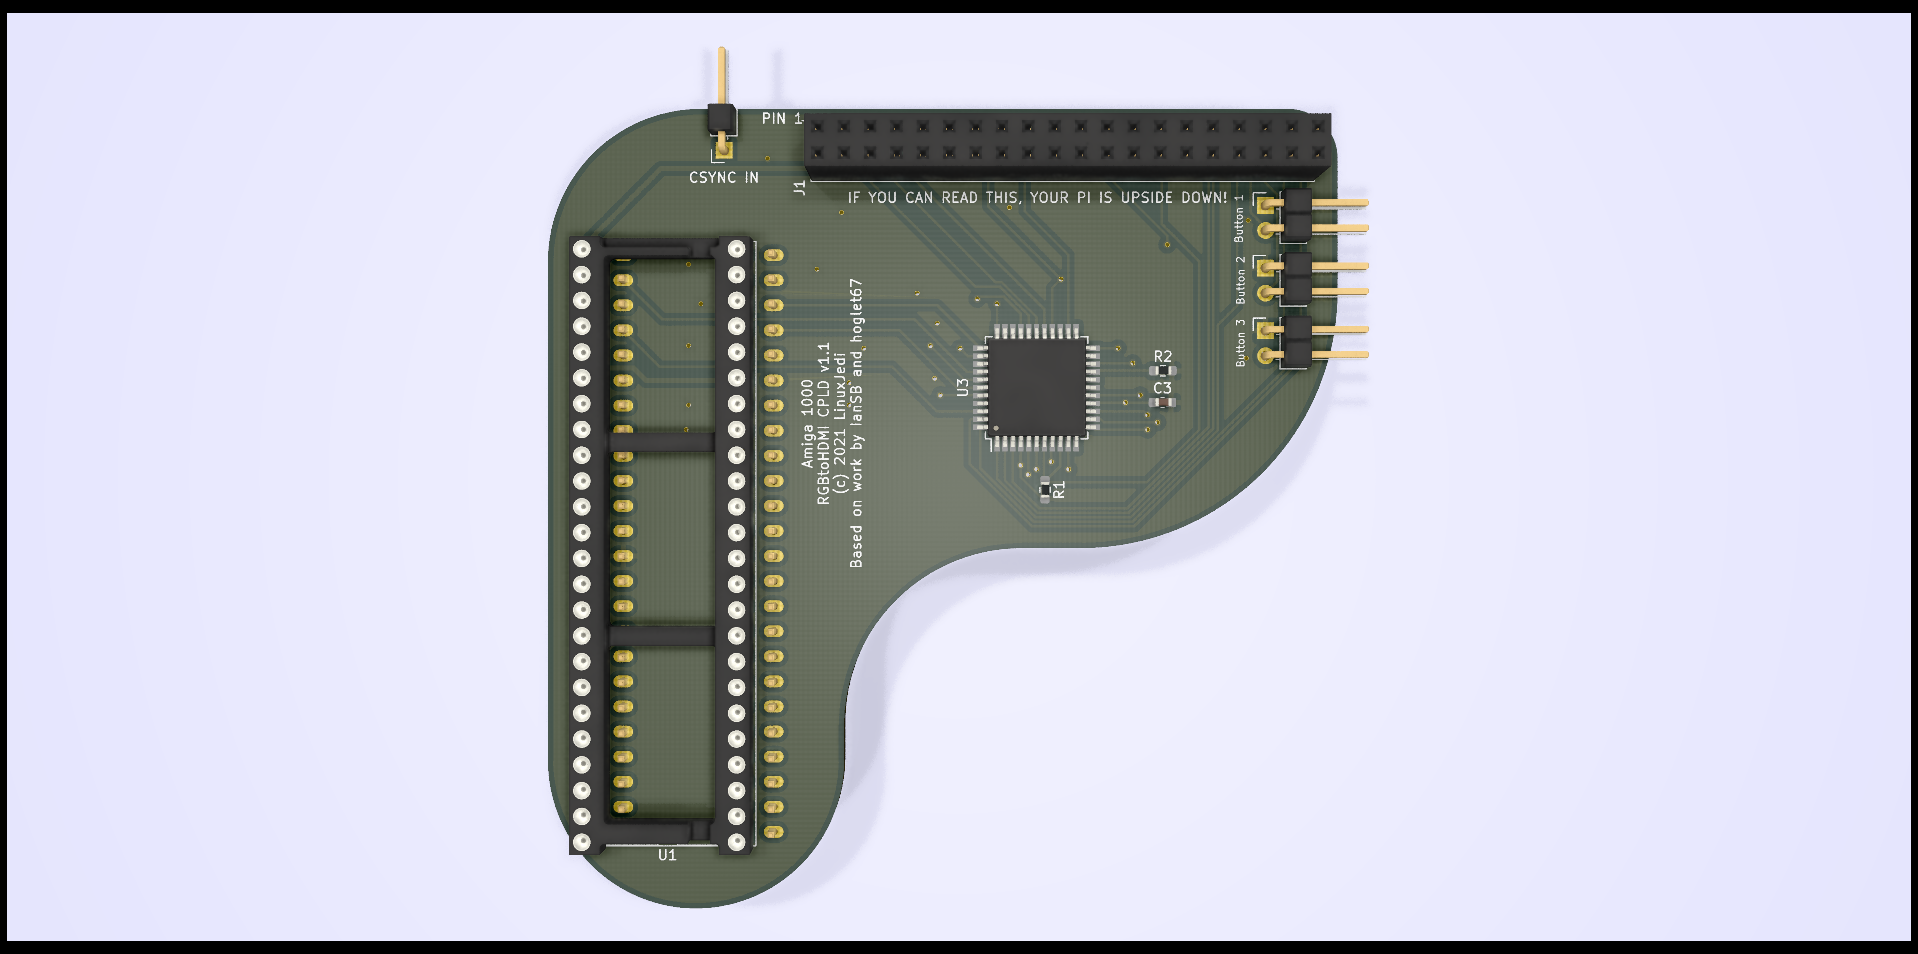 PIN 1
CSYNC IN
J1
IF YOU CAN READ THIS, YOUR PI IS UPSIDE DOWN!
Button 1
Button 2
Button 3
Amiga 1000
RGBtoHDMI CPLD v1.1
(c) 2021 LinuxJedi
Based on work by IanSB and hoglet67
U3
R2
C3
R1
U1